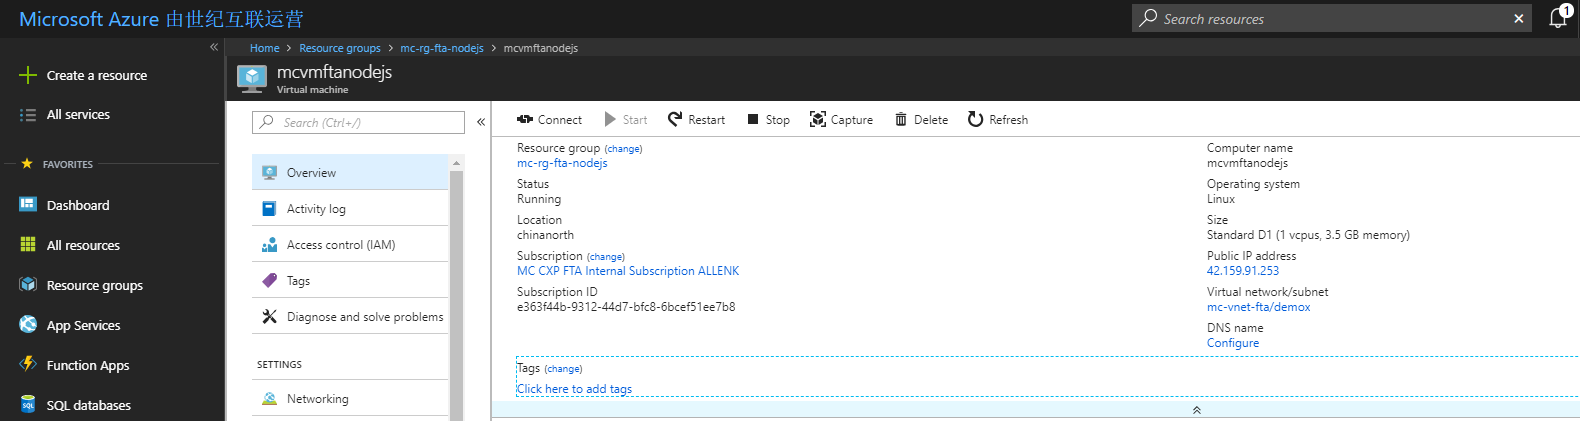 Microsoft Azure 由世纪互联运营
Search resources
1
Home > Resource groups > mc-rg-fta-nodejs > mcvmftanodejs
mcvmftanodejs
Virtual machine
Create a resource
All services
FAVORITES
Dashboard
All resources
Resource groups
App Services
Function Apps
SQL databases
Search (Ctrl+/)
Overview
Activity log
Access control (IAM)
Tags
Diagnose and solve problems
SETTINGS
Networking
Connect Start Restart Stop Capture Delete Refresh
Resource group (change)
mc-rg-fta-nodejs
Status
Running
Location
chinanorth
Subscription (change)
MC CXP FTA Internal Subscription ALLENK
Subscription ID
e363f44b-9312-44d7-bfc8-6bcef51ee7b8
Computer name
mcvmftanodejs
Operating system
Linux
Size
Standard D1 (1 vcpus, 3.5 GB memory)
Public IP address
42.159.91.253
Virtual network/subnet
mc-vnet-fta/demox
DNS name
Configure
Tags (change)
Click here to add tags